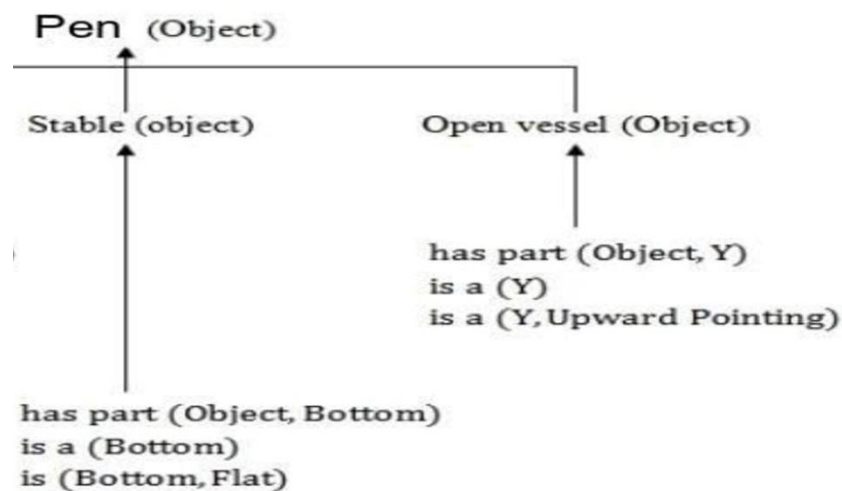 Pen (Object)
Stable (object)
Open vessel (Object)
has part (Object, Y)
is a (Y)
is a (Y, Upward Pointing)
has part (Object, Bottom)
is a (Bottom)
is (Bottom, Flat)